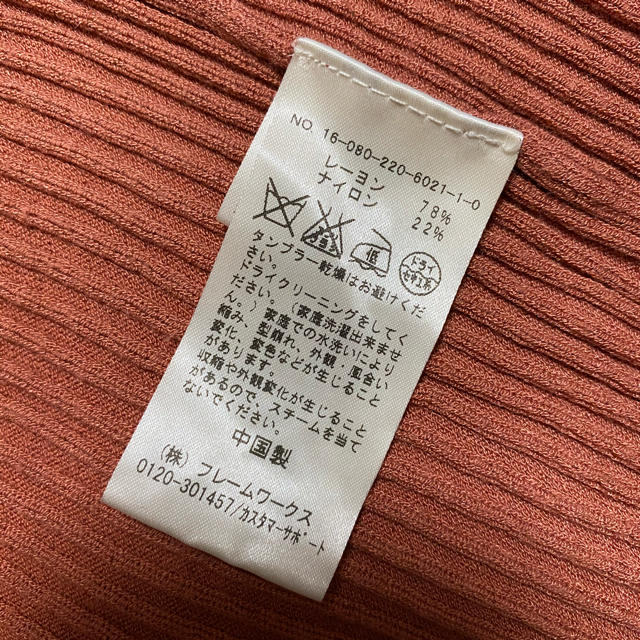 NO. 16-080-220-6021-1-0
レーヨン 78%
ナイロン 22%
低
ドライ
セキユ系
タンブラー乾燥はお避けくだ
さい。
ドライクリーニングをしてく
ださい。(家庭洗濯出来ませ
ん。)家庭での水洗いにより
縮み、型崩れ、外観・風合い
変化、変色などが生じること
があります。
収縮や外観変化が生じること
があるので、スチームを当て
ないでください。
中国製
(株) フレームワークス
0120-301457/カスタマーサポート